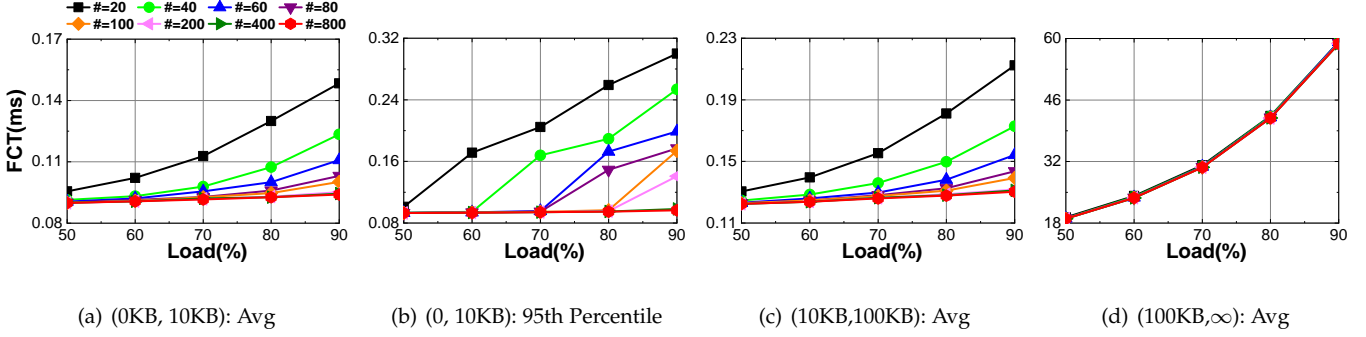 #=20 #=40 #=60 #=80
#=100 #=200 #=400 #=800
0.17
0.14
0.11
0.08
FCT(ms)
50 60 70 80 90
Load(%)
0.32
0.24
0.16
0.08
50 60 70 80 90
Load(%)
0.23
0.19
0.15
0.11
50 60 70 80 90
Load(%)
60
46
32
18
50 60 70 80 90
Load(%)
(a) (0KB, 10KB): Avg
(b) (0, 10KB): 95th Percentile
(c) (10KB,100KB): Avg
(d) (100KB,∞): Avg